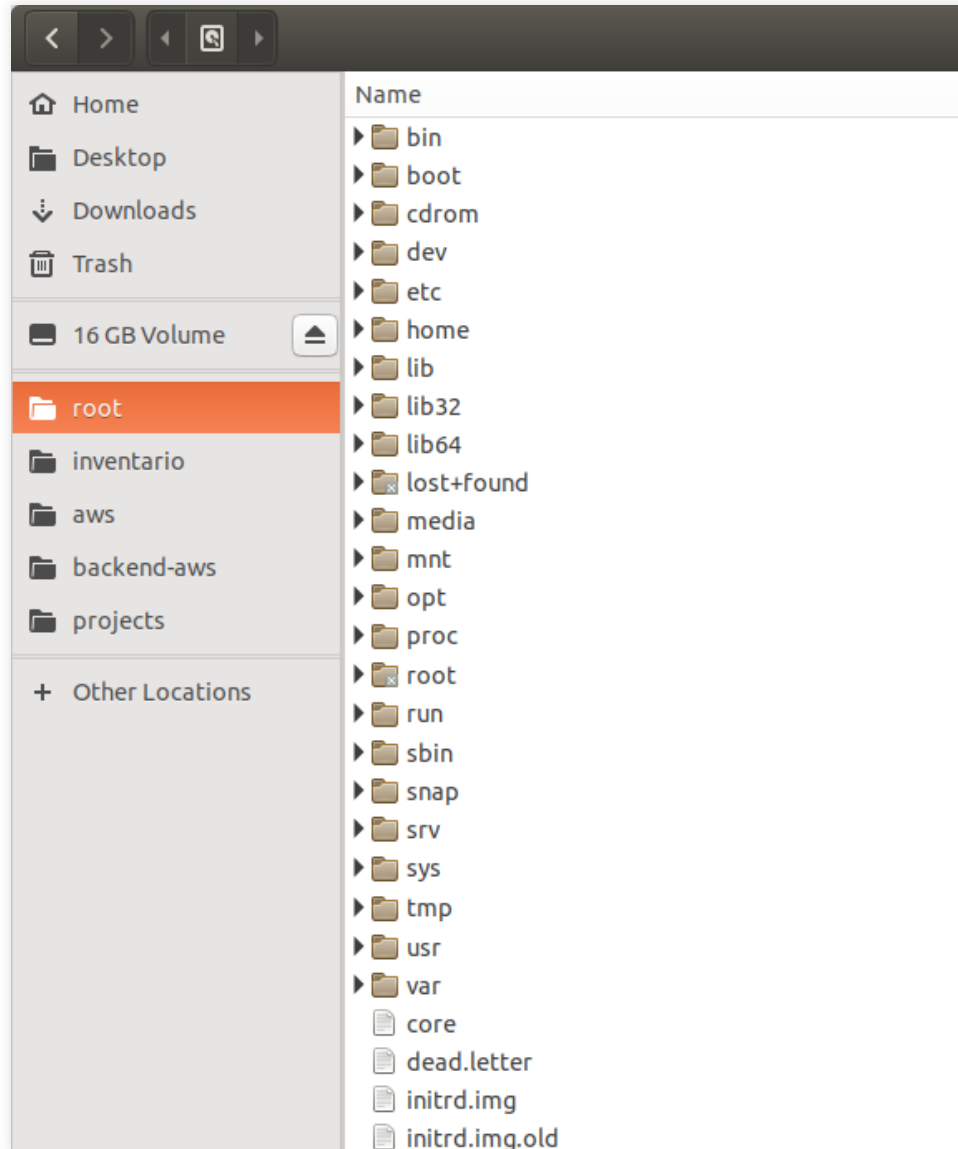 Home
Desktop
Downloads
Trash
16 GB Volume
root
inventario
aws
backend-aws
projects
Other Locations
Name
bin
boot
cdrom
dev
etc
home
lib
lib32
lib64
lost+found
media
mnt
opt
proc
root
run
sbin
snap
srv
sys
tmp
usr
var
core
dead.letter
initrd.img
initrd.img.old